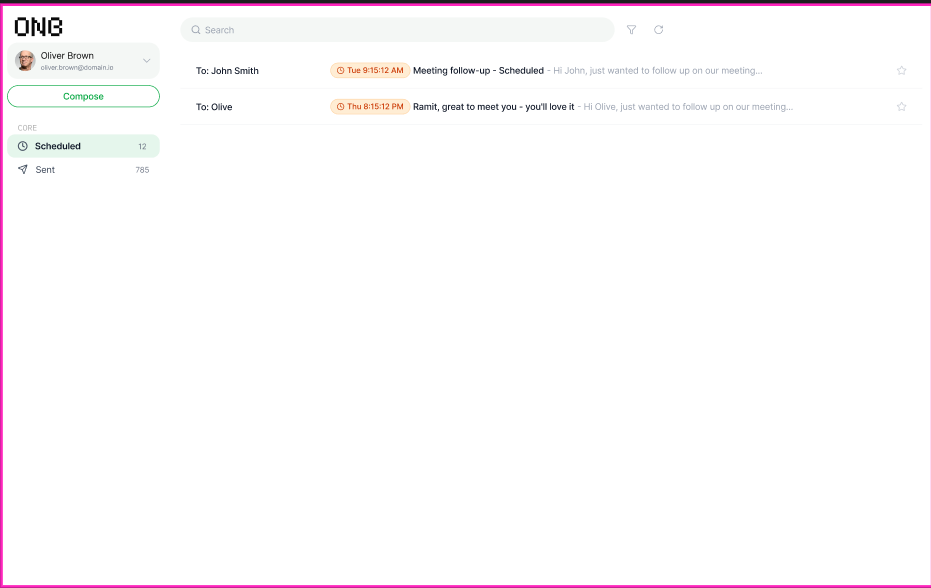 ONB
Search
Oliver Brown
oliver.brown@domain.io
Compose
CORE
Scheduled 12
Sent 785
To: John Smith Tue 9:15:12 AM Meeting follow-up - Scheduled - Hi John, just wanted to follow up on our meeting...
To: Olive Thu 8:15:12 PM Ramit, great to meet you - you'll love it - Hi Olive, just wanted to follow up on our meeting...